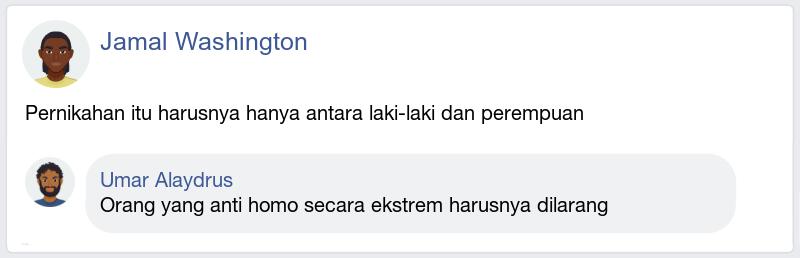 Jamal Washington
Pernikahan itu harusnya hanya antara laki-laki dan perempuan
Umar Alaydrus
Orang yang anti homo secara ekstrem harusnya dilarang